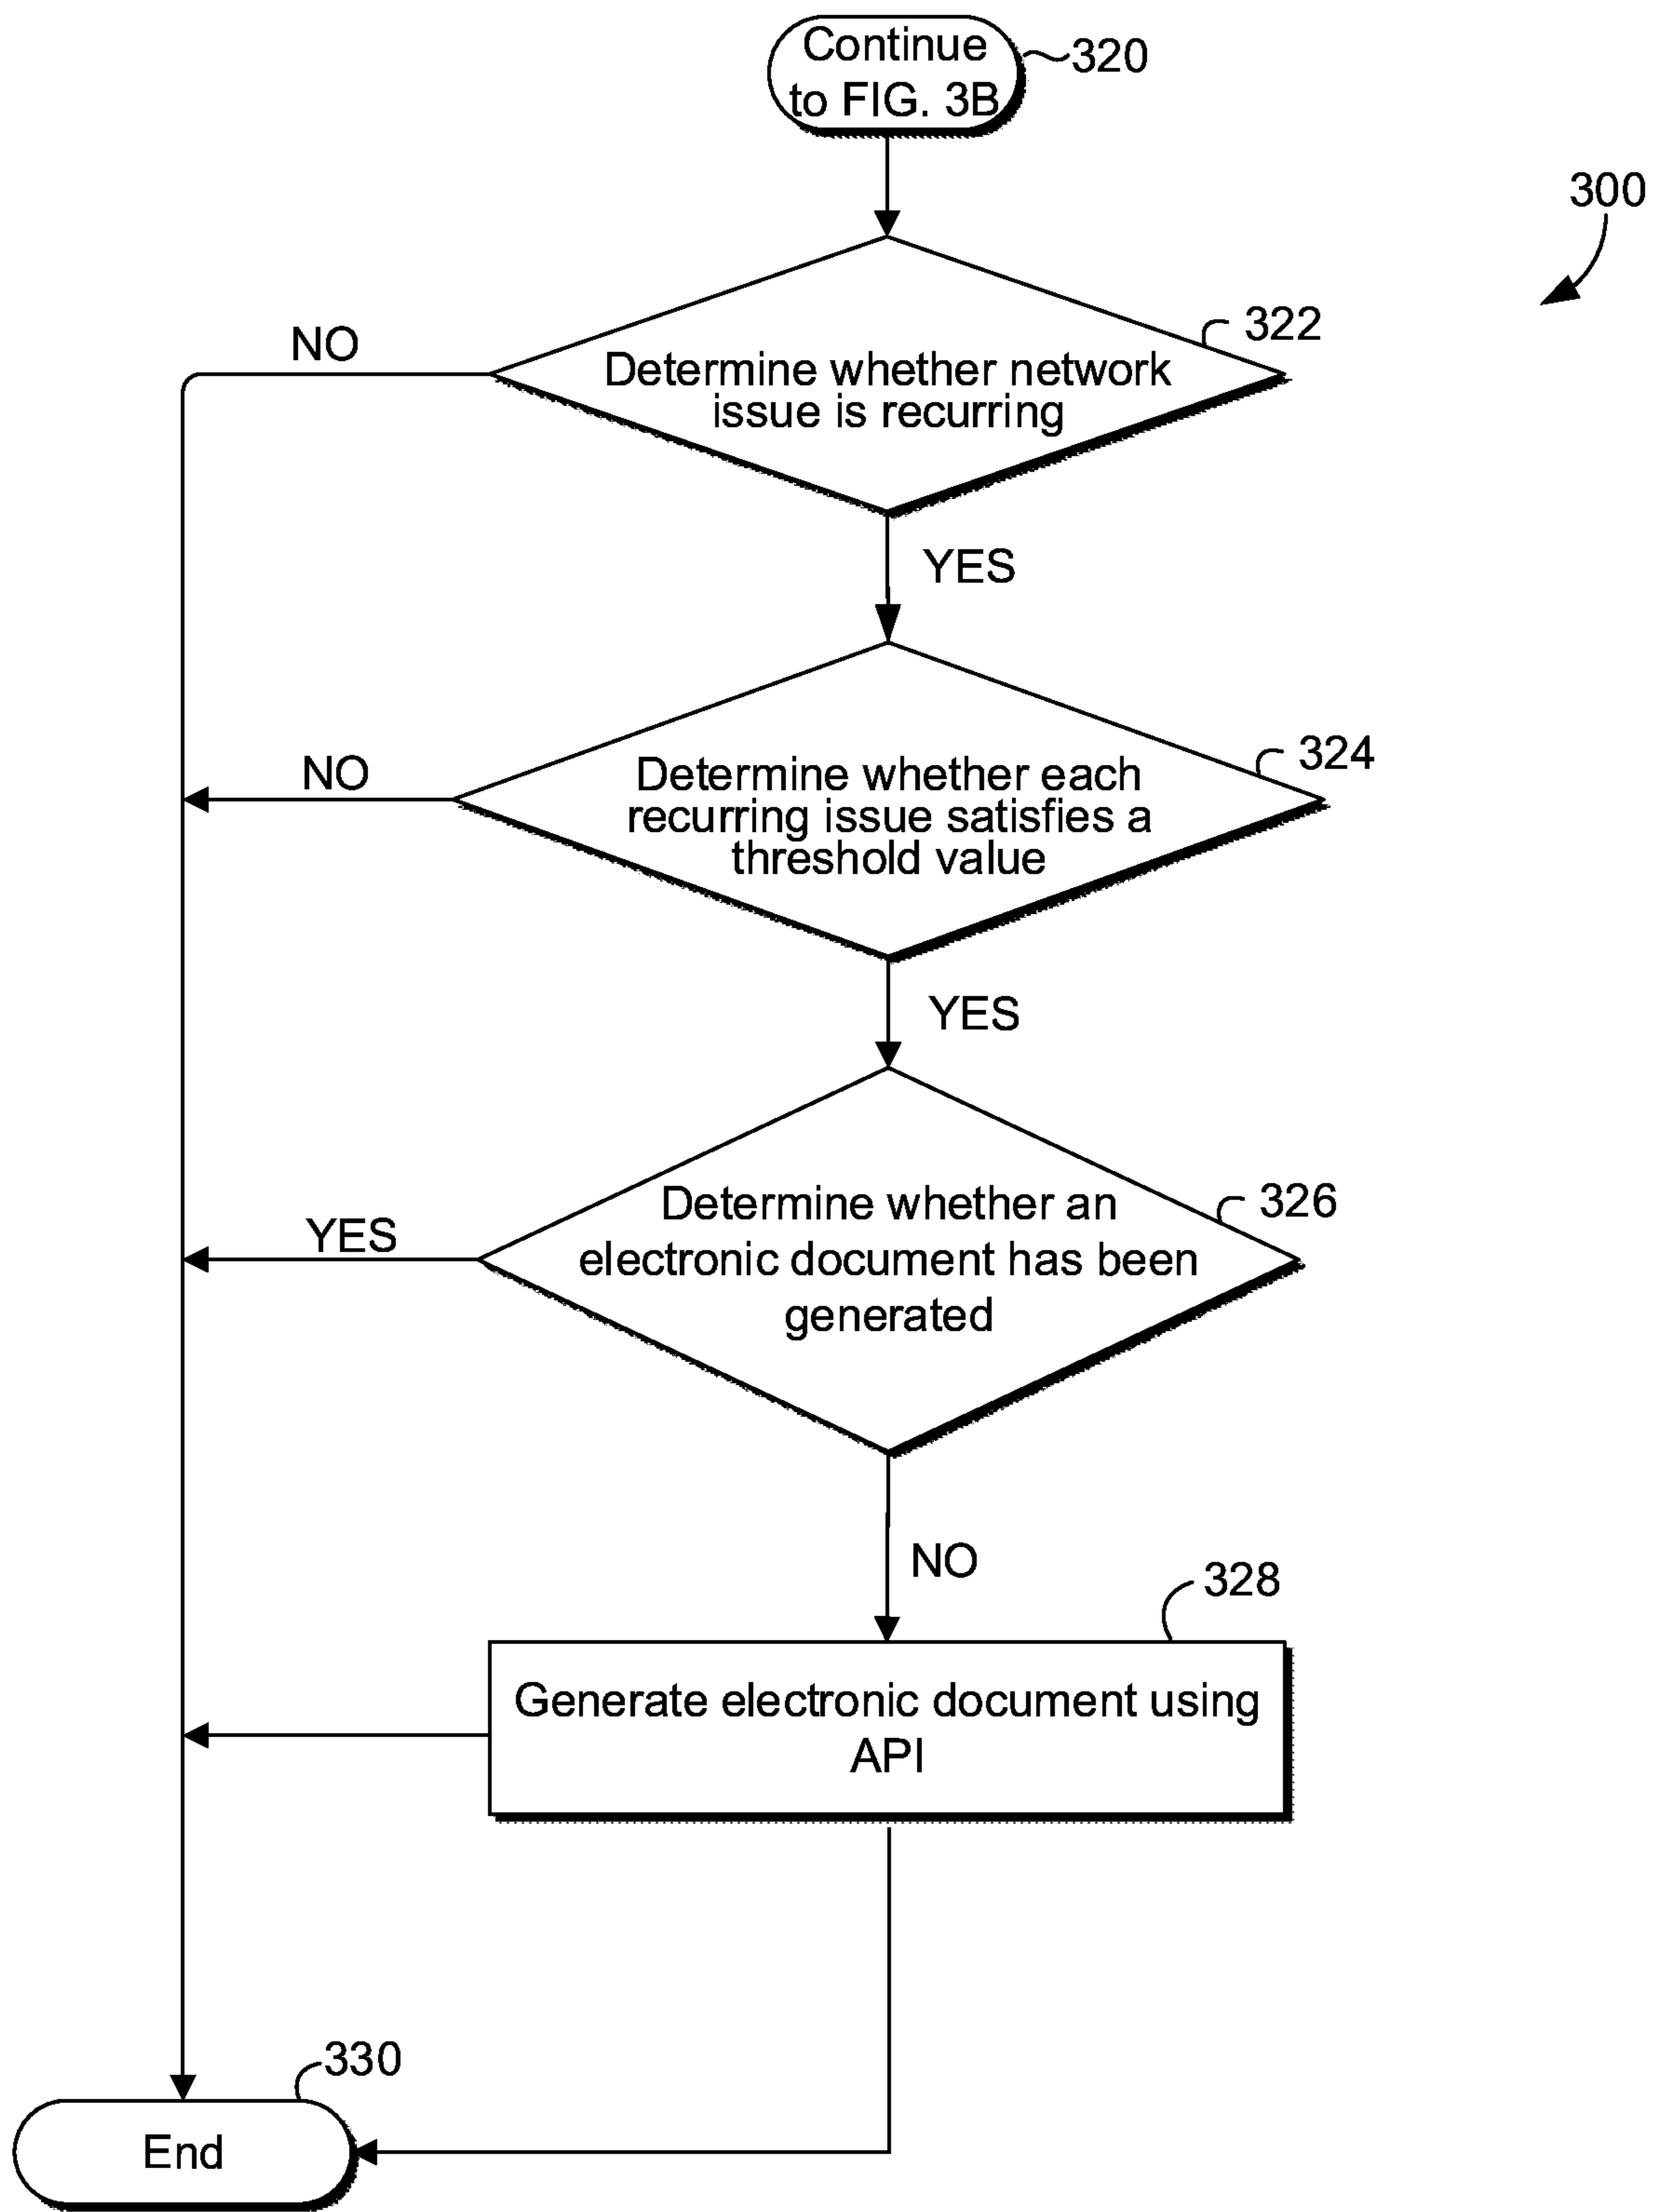 Continue
to FIG. 3B
320
300
322
NO
Determine whether network
issue is recurring
YES
324
NO
Determine whether each
recurring issue satisfies a
threshold value
YES
326
Determine whether an
YES
electronic document has been
generated
NO
328
Generate electronic document using
API
330
End